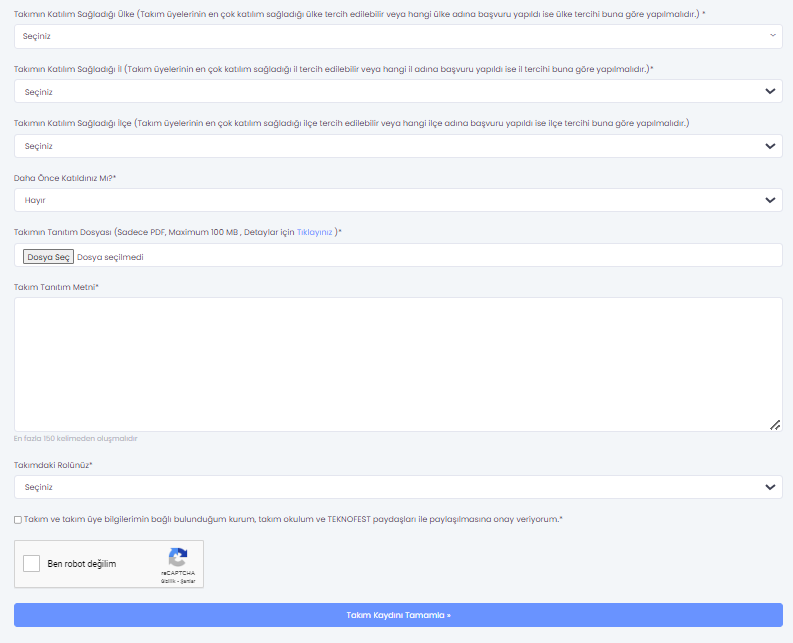 Takımın Katılım Sağladığı Ülke (Takım üyelerinin en çok katılım sağladığı ülke tercih edilebilir veya hangi ülke adına başvuru yapıldı ise ülke tercihi buna göre yapılmalıdır.) *
Seçiniz
Takımın Katılım Sağladığı İl (Takım üyelerinin en çok katılım sağladığı il tercih edilebilir veya hangi il adına başvuru yapıldı ise il tercihi buna göre yapılmalıdır.)*
Seçiniz
Takımın Katılım Sağladığı İlçe (Takım üyelerinin en çok katılım sağladığı ilçe tercih edilebilir veya hangi ilçe adına başvuru yapıldı ise ilçe tercihi buna göre yapılmalıdır.)
Seçiniz
Daha Önce Katıldınız Mı?*
Hayır
Takımın Tanıtım Dosyası (Sadece PDF, Maximum 100 MB , Detaylar için Tıklayınız )*
Dosya Seç Dosya seçilmedi
Takım Tanıtım Metni*
En fazla 150 kelimeden oluşmalıdır
Takımdaki Rolünüz*
Seçiniz
Takım ve takım üye bilgilerimin bağlı bulunduğum kurum, takım okulum ve TEKNOFEST paydaşları ile paylaşılmasına onay veriyorum.*
Ben robot değilim
reCAPTCHA
Gizlilik - Şartlar
Takım Kaydını Tamamla »